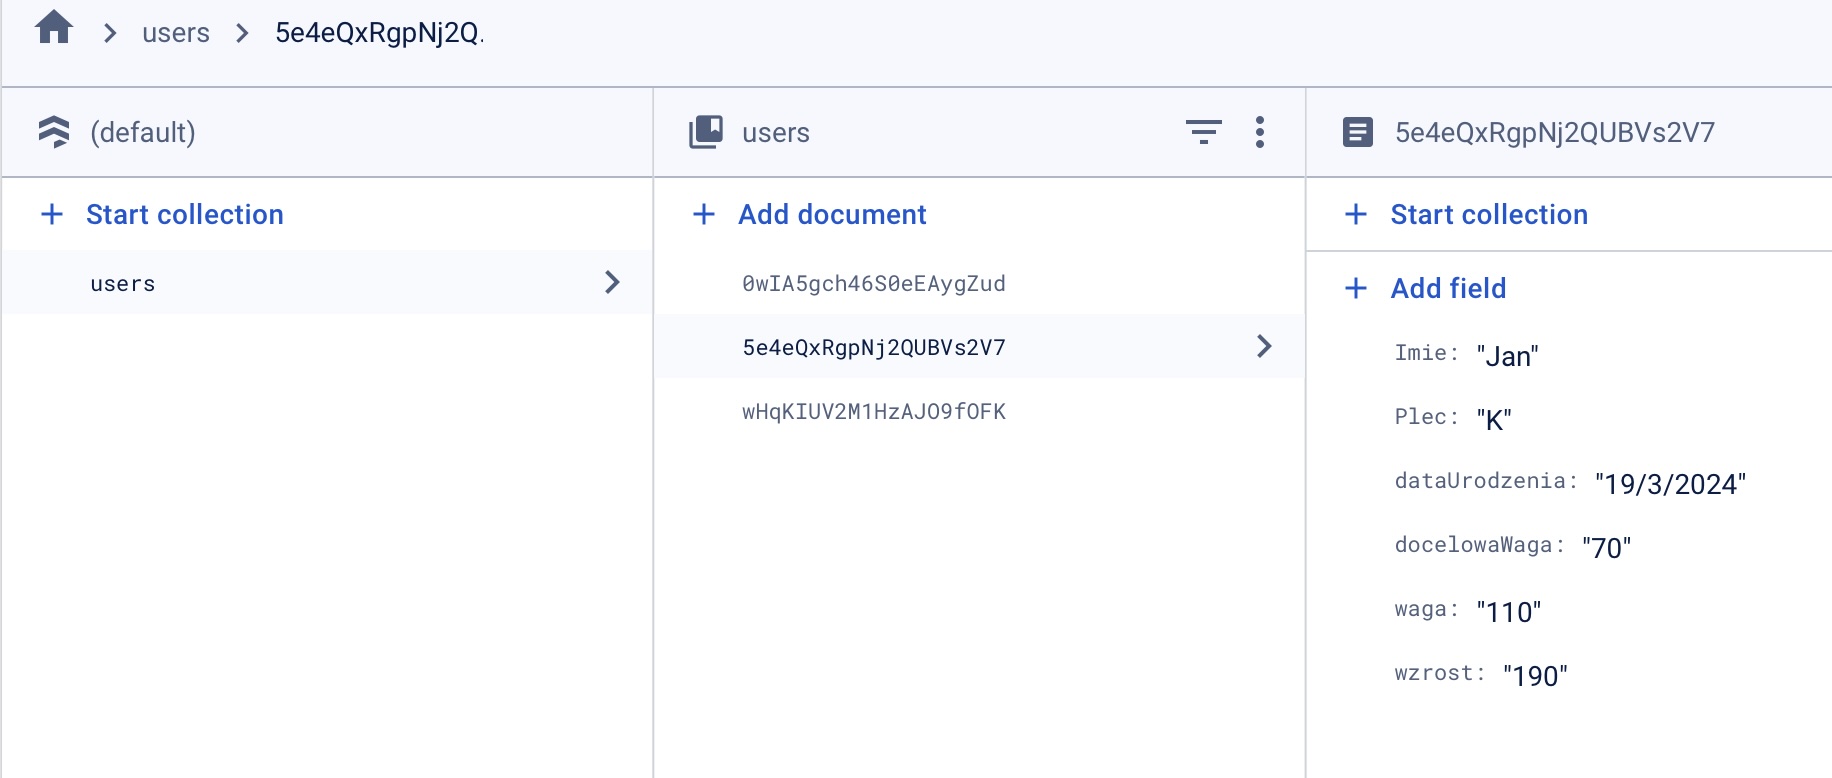 users 5e4eQxRgpNj2Q.
(default)
Start collection
users
users
Add document
0wIA5gch46S0eEAygZud
5e4eQxRgpNj2QUBVs2V7
wHqKIUV2M1HzAJO9fOFK
5e4eQxRgpNj2QUBVs2V7
Start collection
Add field
Imie: "Jan"
Plec: "K"
dataUrodzenia: "19/3/2024"
docelowaWaga: "70"
waga: "110"
wzrost: "190"